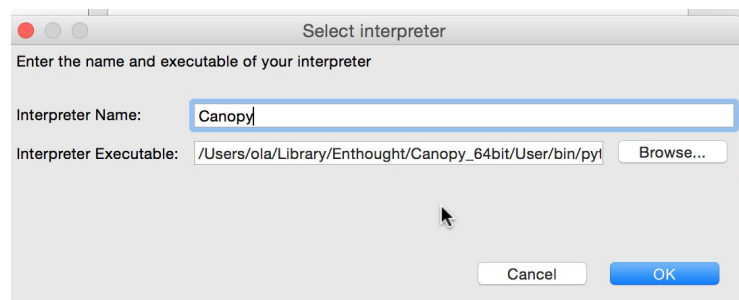 Select interpreter
Enter the name and executable of your interpreter
Interpreter Name: Canopy
Interpreter Executable: /Users/ola/Library/Enthought/Canopy_64bit/User/bin/pyt Browse...
Cancel OK